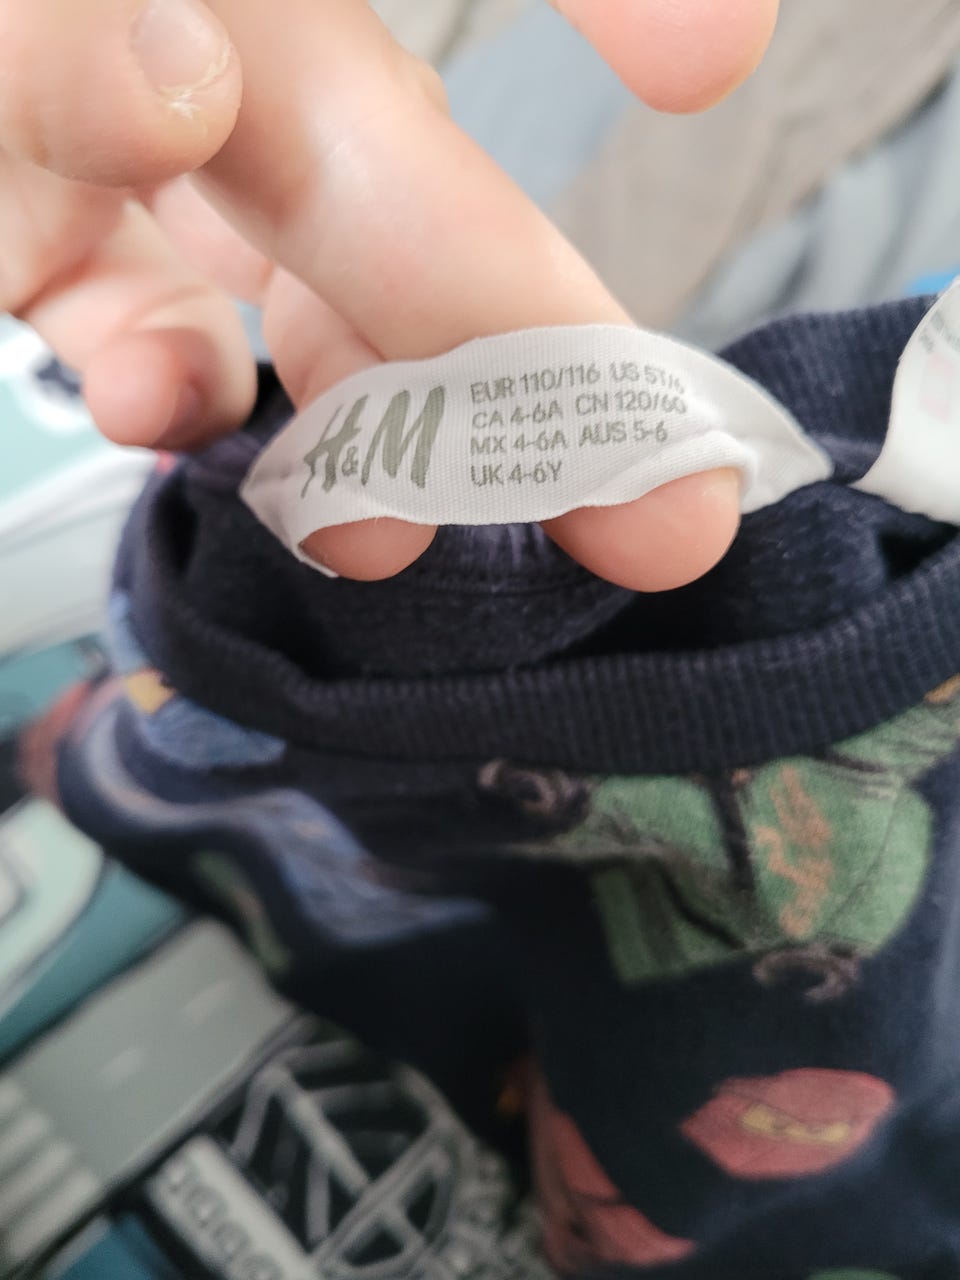 H&M
EUR 110/116 US 5T/6
CA 4-6A CN 120/60
MX 4-6A AUS 5-6
UK 4-6Y